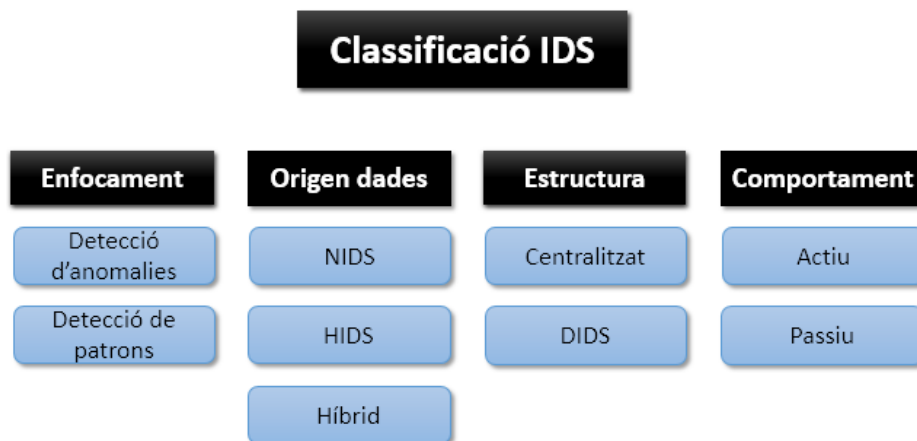 Classificació IDS
Enfocament
Detecció
d'anomalies
Detecció de
patrons
Origen dades
NIDS
HIDS
Híbrid
Estructura
Centralitzat
DIDS
Comportament
Actiu
Passiu